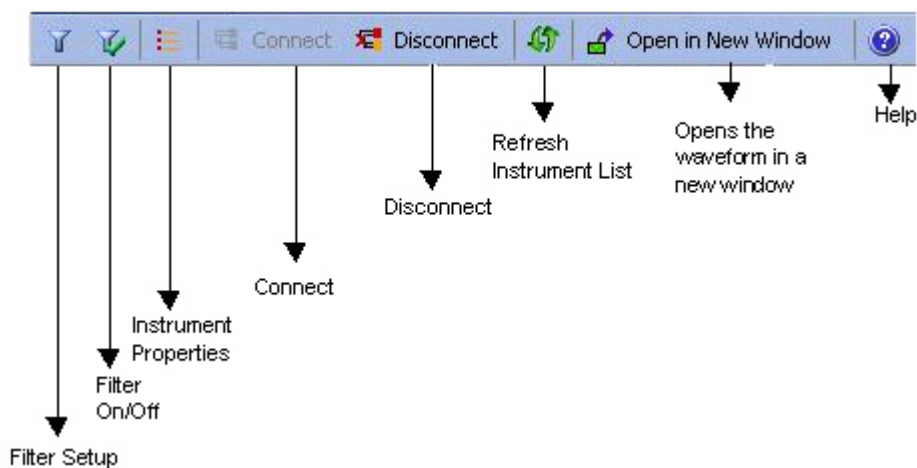 Connect Disconnect Open in New Window
Help
Refresh
Instrument List
Opens the
waveform in a
new window
Disconnect
Connect
Instrument
Properties
Filter
On/Off
Filter Setup